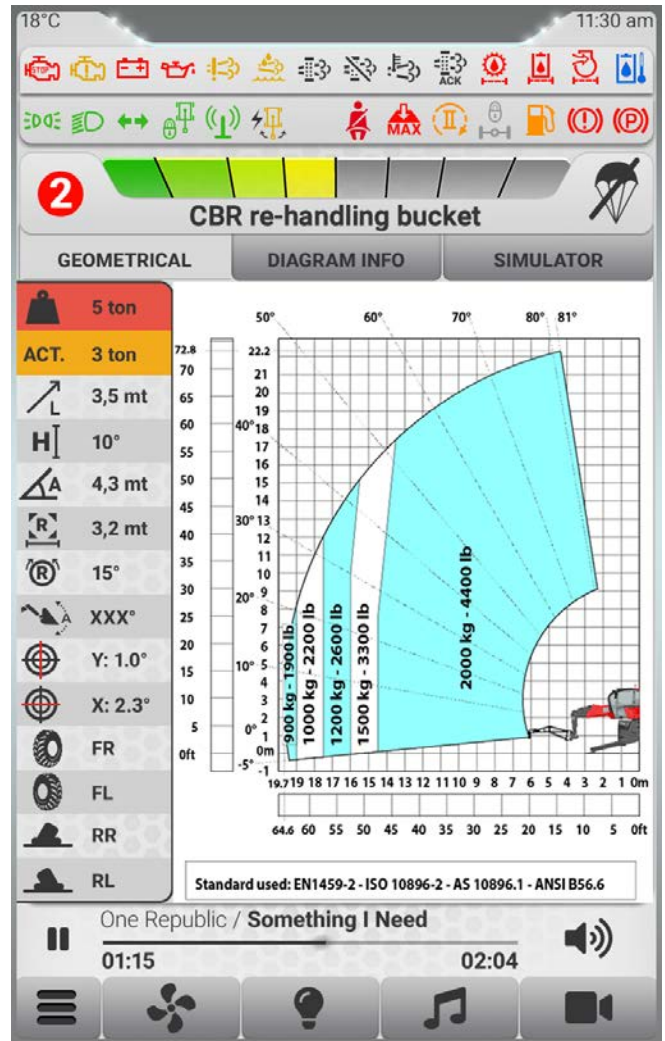 18°C 11:30 am
STOP
ACK
MAX
II
P
2
CBR re-handling bucket
GEOMETRICAL DIAGRAM INFO SIMULATOR
5 ton
ACT. 3 ton
L 3,5 mt
H 10°
A 4,3 mt
R 3,2 mt
R 15°
A XXX°
Y: 1.0°
X: 2.3°
FR
FL
RR
RL
50° 60° 70° 80° 81°
40°
30°
20°
10°
0°
-5°
72.8
70
65
60
55
50
45
40
35
30
25
20
15
10
5
0ft
22.2
21
20
19
18
17
16
15
14
13
12
11
10
9
8
7
6
5
4
3
2
1
0m
-1
900 kg - 1900 lb
1000 kg - 2200 lb
1200 kg - 2600 lb
1500 kg - 3300 lb
2000 kg - 4400 lb
19.7 19 18 17 16 15 14 13 12 11 10 9 8 7 6 5 4 3 2 1 0m
64.6 60 55 50 45 40 35 30 25 20 15 10 5 0ft
Standard used: EN1459-2 - ISO 10896-2 - AS 10896.1 - ANSI B56.6
One Republic / Something I Need
01:15 02:04